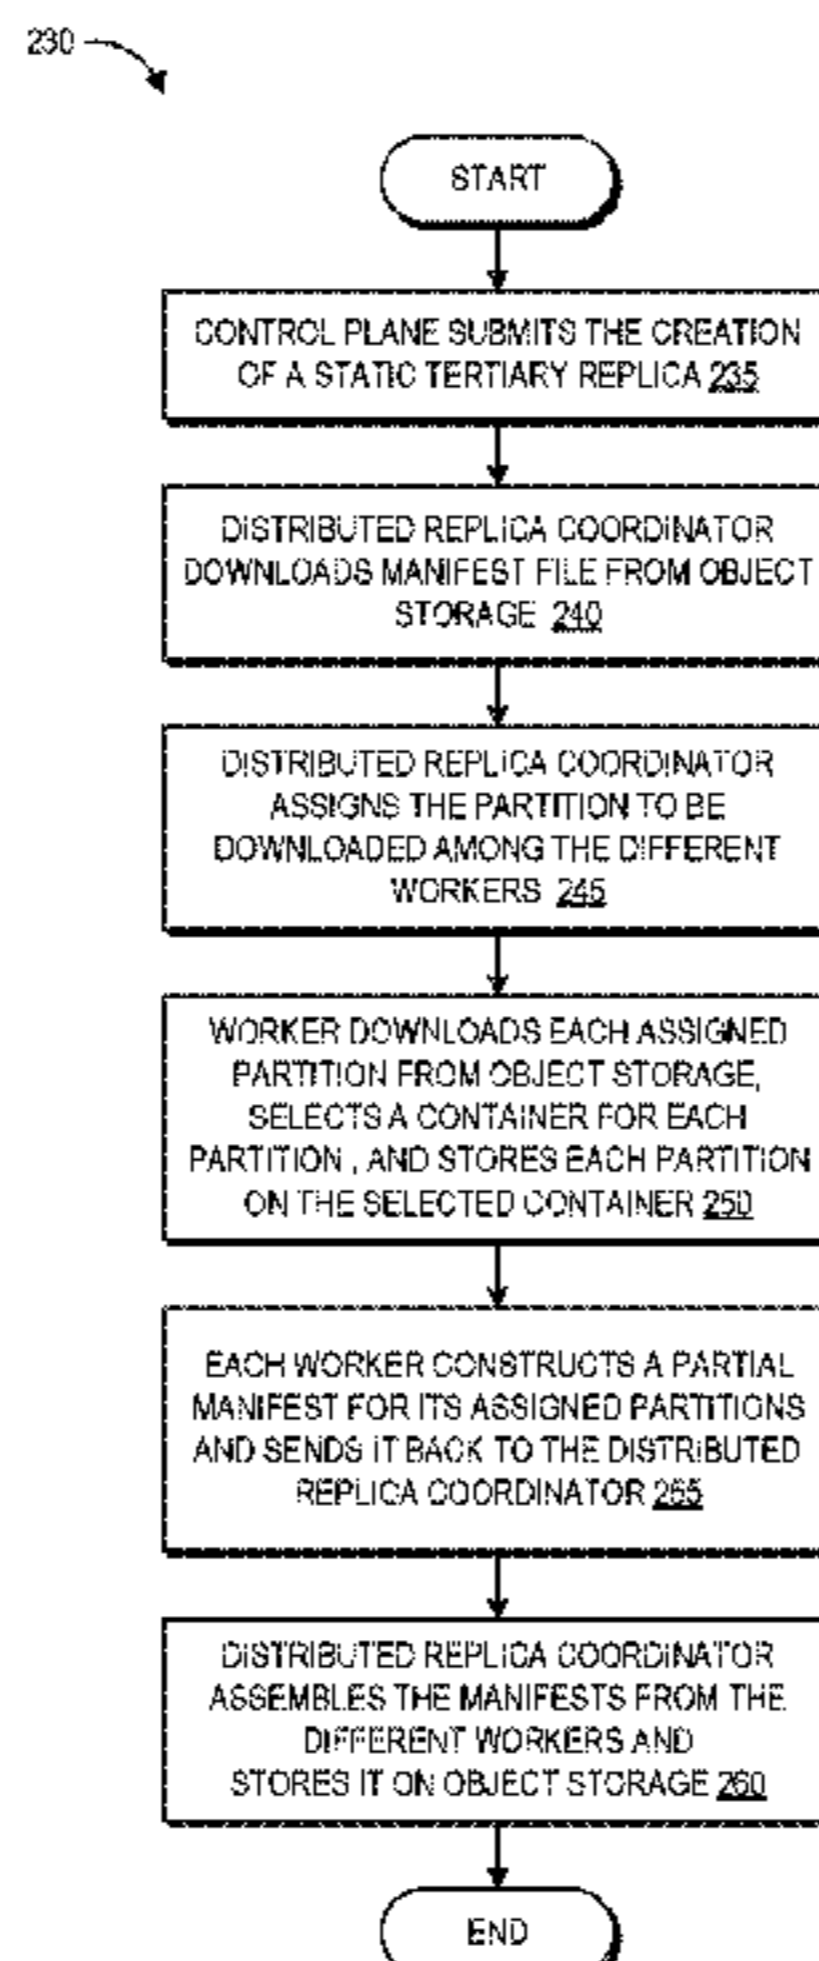 230
START
CONTROL PLANE SUBMITS THE CREATION
OF A STATIC TERTIARY REPLICA 235
DISTRIBUTED REPLICA COORDINATOR
DOWNLOADS MANIFEST FILE FROM OBJECT
STORAGE 240
DISTRIBUTED REPLICA COORDINATOR
ASSIGNS THE PARTITION TO BE
DOWNLOADED AMONG THE DIFFERENT
WORKERS 245
WORKER DOWNLOADS EACH ASSIGNED
PARTITION FROM OBJECT STORAGE,
SELECTS A CONTAINER FOR EACH
PARTITION , AND STORES EACH PARTITION
ON THE SELECTED CONTAINER 250
EACH WORKER CONSTRUCTS A PARTIAL
MANIFEST FOR ITS ASSIGNED PARTITIONS
AND SENDS IT BACK TO THE DISTRIBUTED
REPLICA COORDINATOR 255
DISTRIBUTED REPLICA COORDINATOR
ASSEMBLES THE MANIFESTS FROM THE
DIFFERENT WORKERS AND
STORES IT ON OBJECT STORAGE 260
END